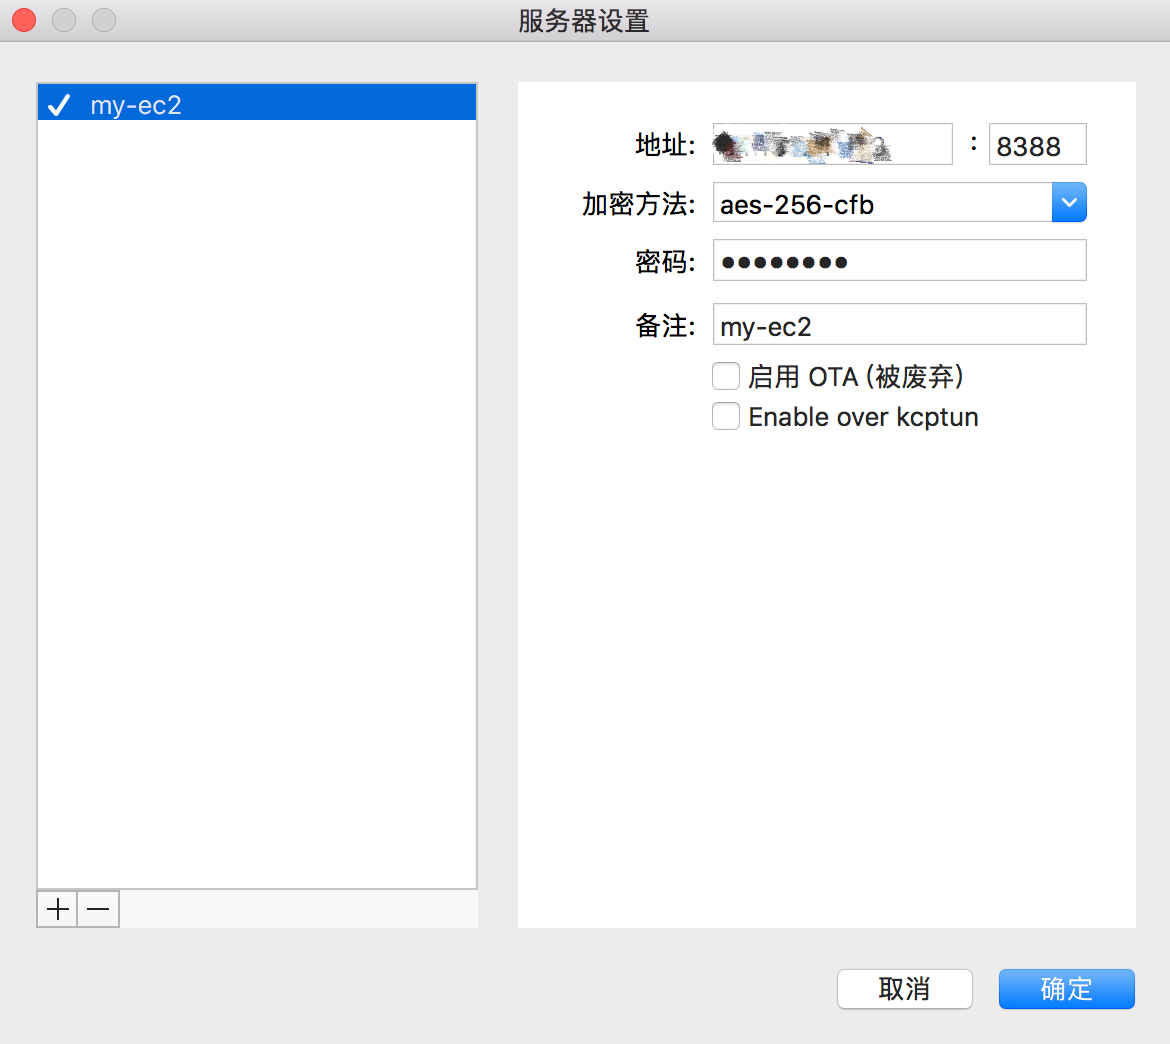 服务器设置
my-ec2
地址: : 8388
加密方法: aes-256-cfb
密码: ●●●●●●●●
备注: my-ec2
启用 OTA (被废弃)
Enable over kcptun
取消 确定